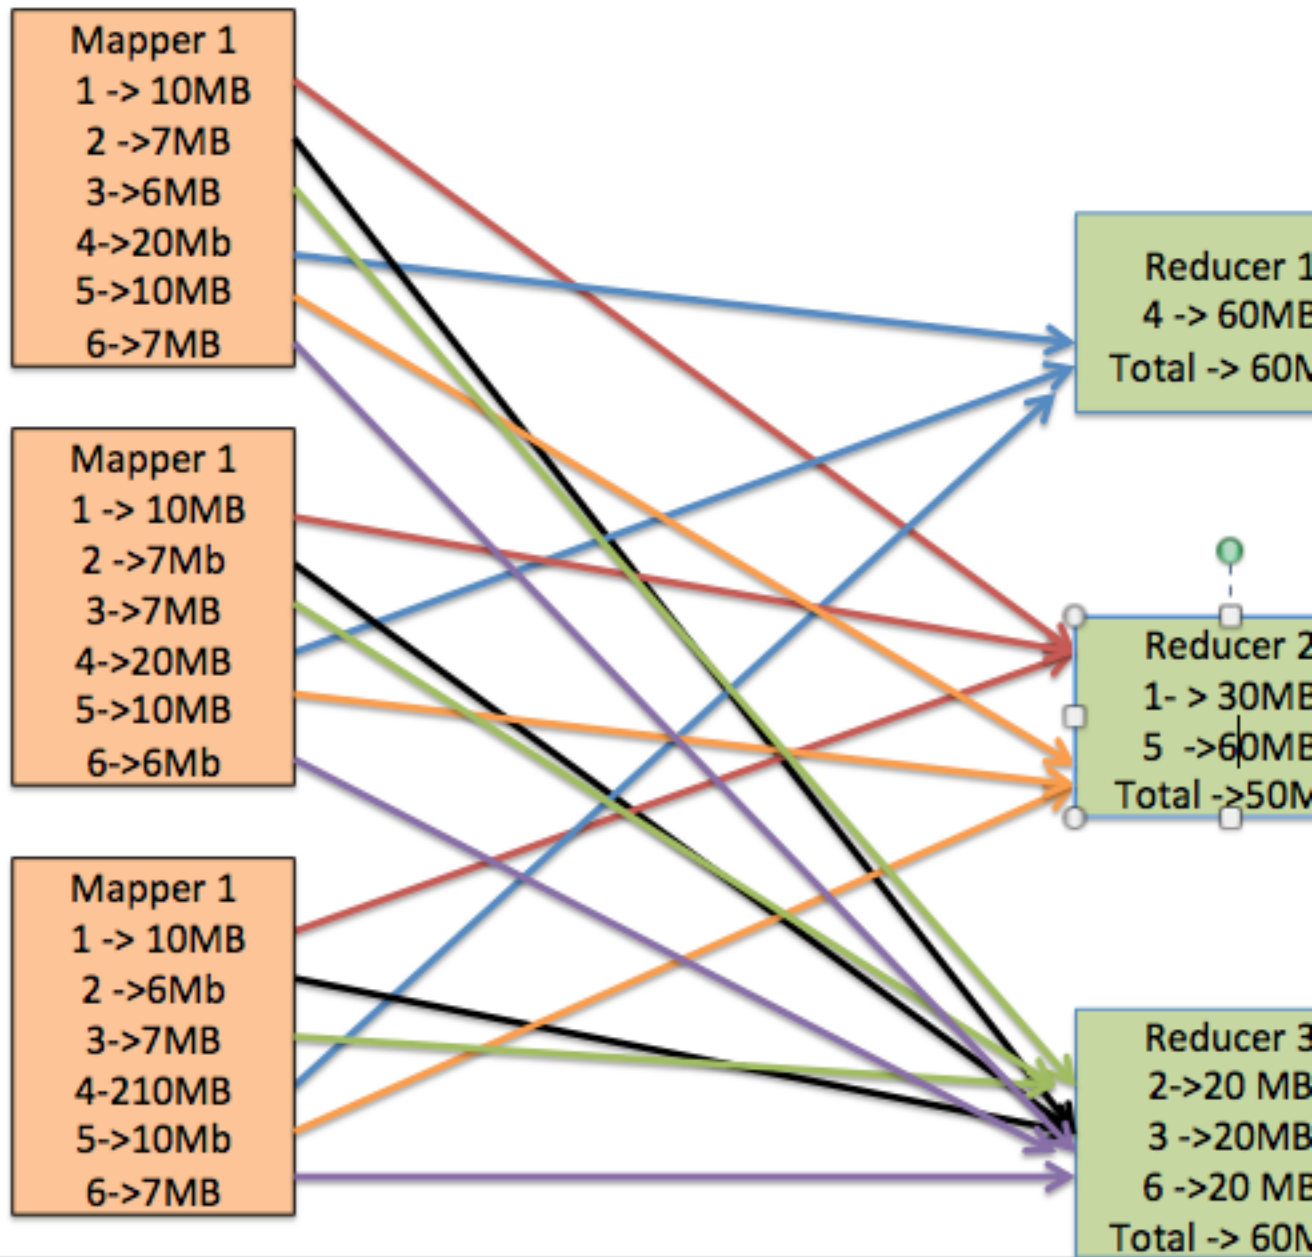 Mapper 1
1 -> 10MB
2 ->7MB
3->6MB
4->20Mb
5->10MB
6->7MB
Mapper 1
1 -> 10MB
2 ->7Mb
3->7MB
4->20MB
5->10MB
6->6Mb
Mapper 1
1 -> 10MB
2 ->6Mb
3->7MB
4-210MB
5->10Mb
6->7MB
Reducer 1
4 -> 60MB
Total -> 60M
Reducer 2
1- > 30MB
5 ->60MB
Total ->50M
Reducer 3
2->20 MB
3 ->20MB
6 ->20 MB
Total -> 60M